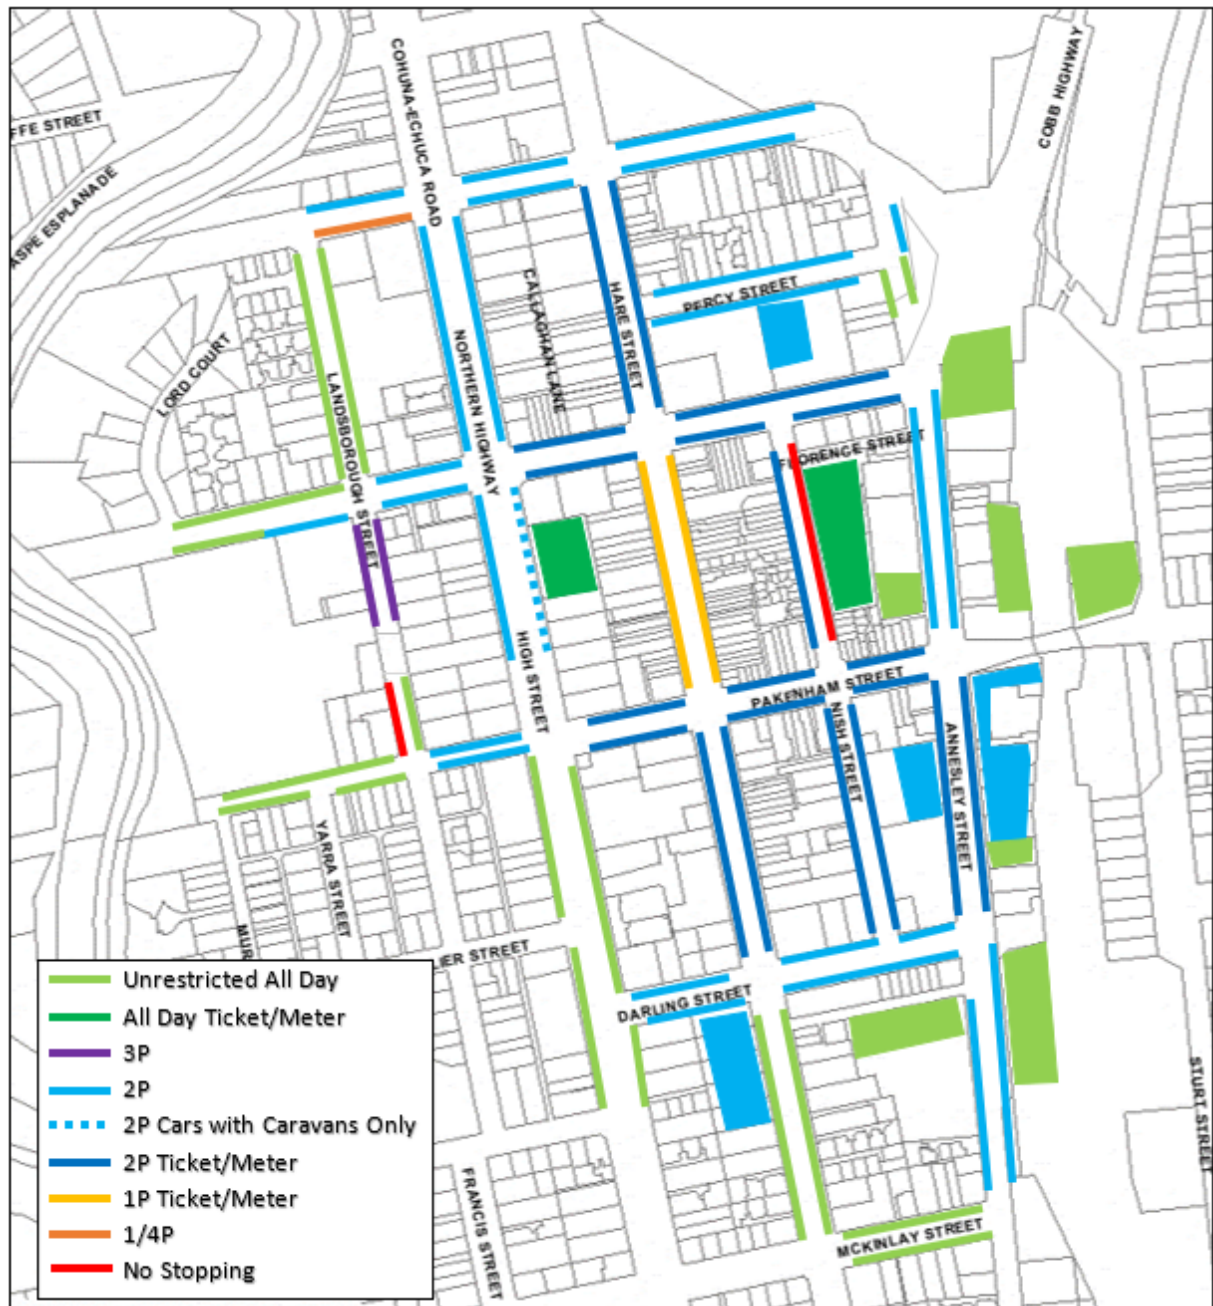 COBB HIGHWAY
COHUNA-ECHUCA ROAD
FFE STREET
ASPE ESPLANADE
CALLAGHAN LANE
HARE STREET
PERCY STREET
LORD COURT
NORTHERN HIGHWAY
LANDSBOROUGH STREET
FLORENCE STREET
HIGH STREET
PAKENHAM STREET
NISH STREET
ANNESLEY STREET
YARRA STREET
MUR
IER STREET
DARLING STREET
STURT STREET
FRANCIS STREET
MCKINLAY STREET
Unrestricted All Day
All Day Ticket/Meter
3P
2P
2P Cars with Caravans Only
2P Ticket/Meter
1P Ticket/Meter
1/4P
No Stopping